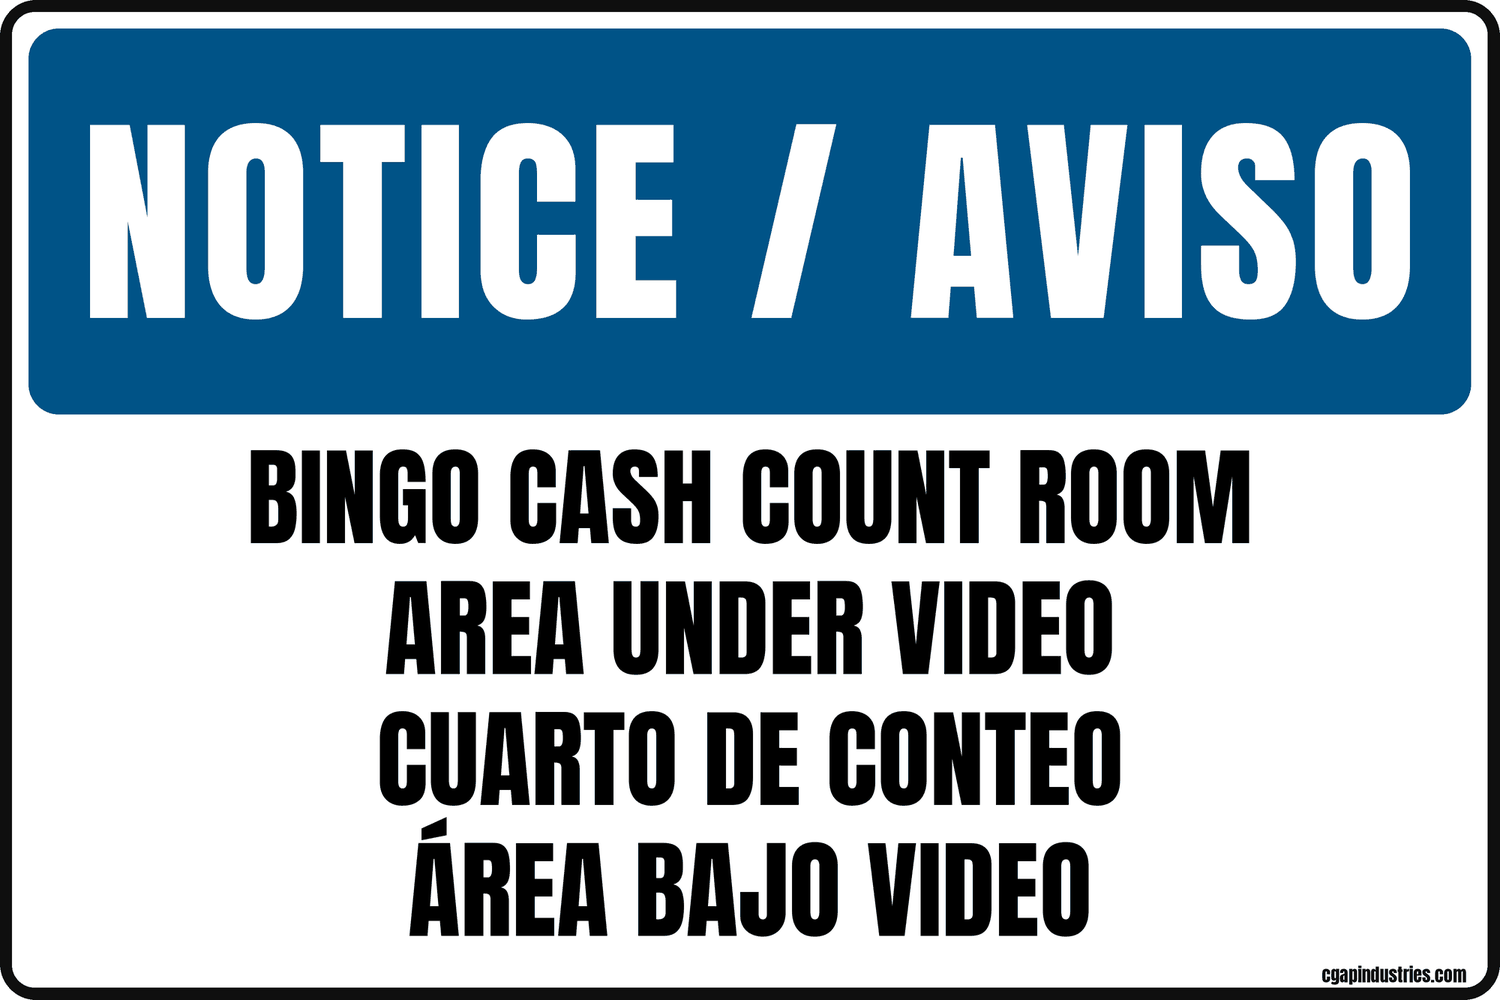 NOTICE / AVISO
BINGO CASH COUNT ROOM
AREA UNDER VIDEO
CUARTO DE CONTEO
ÁREA BAJO VIDEO
cgapindustries.com